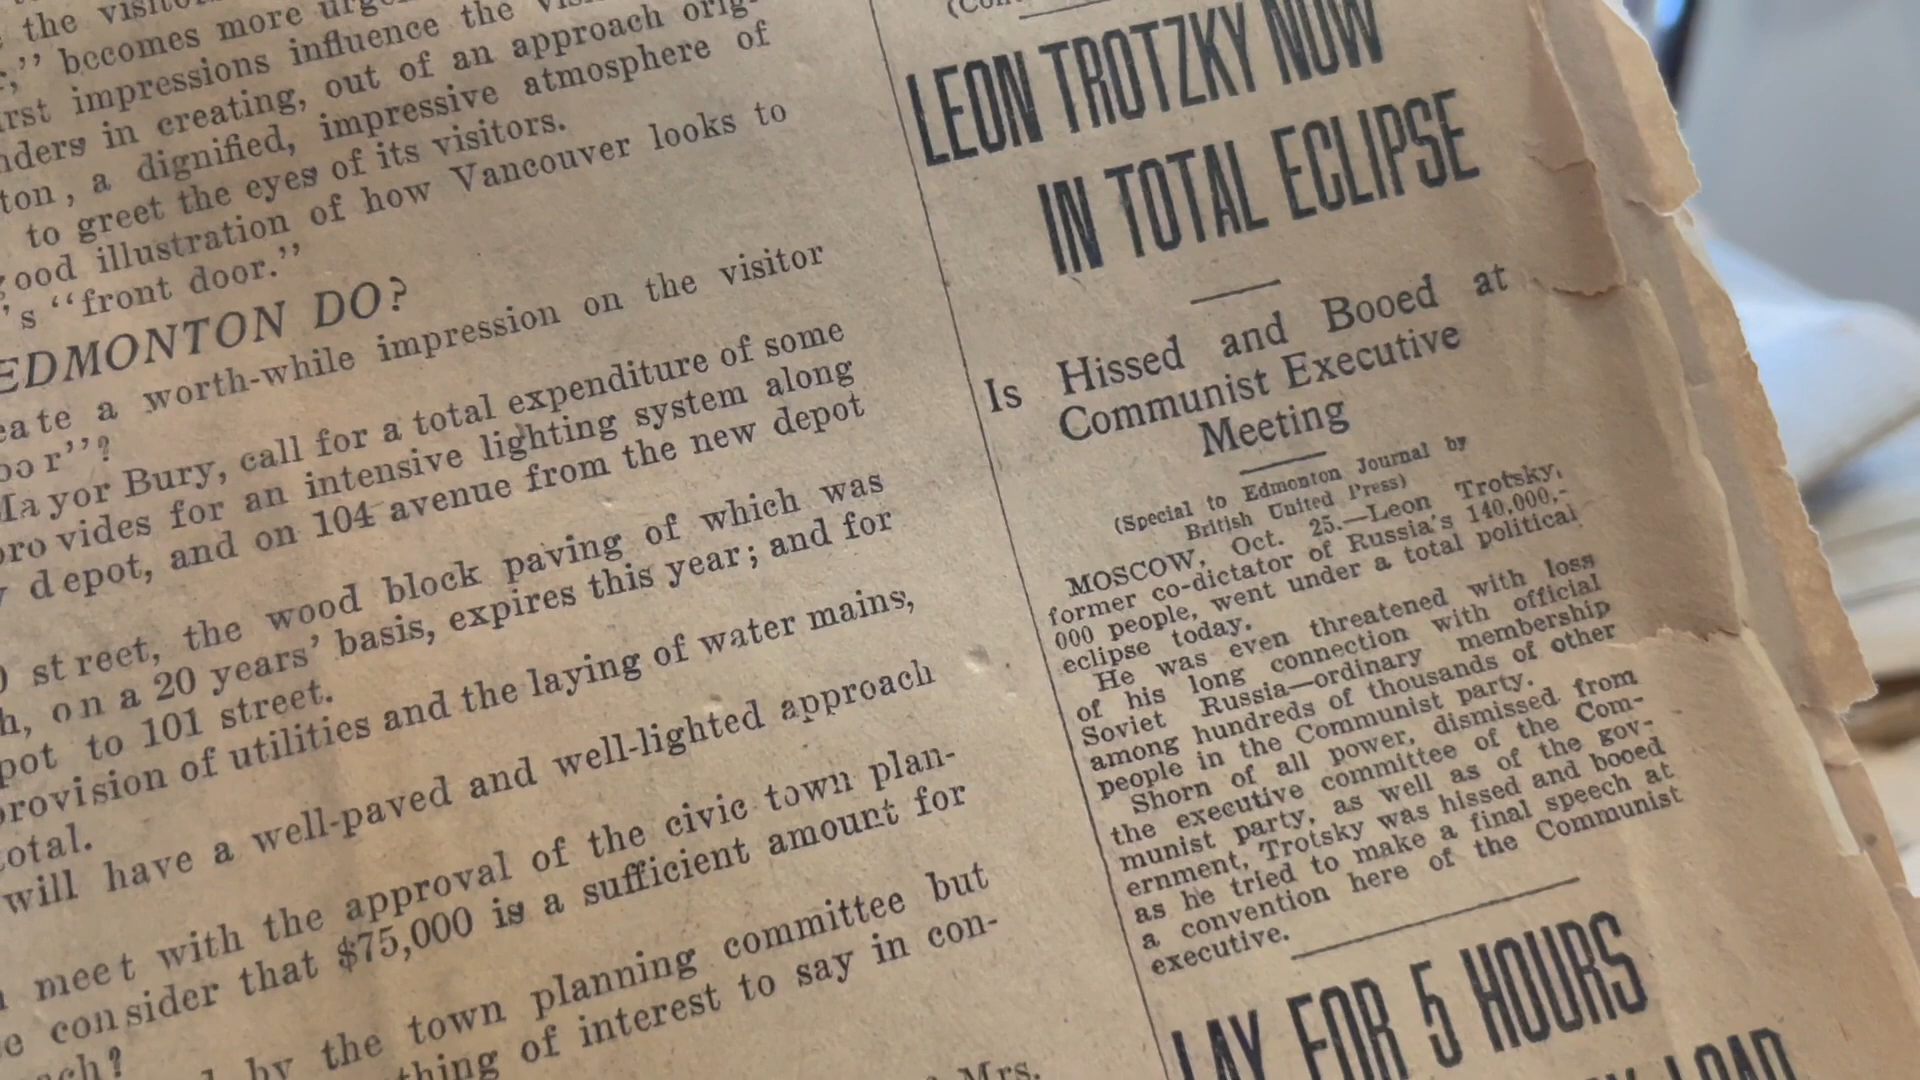 the
becomes more
rst impressions influence the
nders in creating, out of an approach
ton, a dignified, impressive atmosphere of
to greet the eyes of its visitors.
good illustration of how Vancouver looks to
's "front door."
EDMONTON DO?
eate a worth-while impression on the visitor
oor"?
Mayor Bury, call for a total expenditure of some
provides for an intensive lighting system along
depot, and on 104 avenue from the new depot
street, the wood block paving of which was
h, on a 20 years' basis, expires this year; and for
pot to 101 street.
provision of utilities and the laying of water mains,
total.
will have a well-paved and well-lighted approach
meet with the approval of the civic town plan-
e consider that $75,000 is a sufficient amount for
ach?
by the town planning committee but
thing of interest to say in con-
Mrs.
LEON TROTZKY NOW
IN TOTAL ECLIPSE
Is Hissed and Booed at
Communist Executive
Meeting
(Special to Edmonton Journal by
British United Press)
MOSCOW, Oct. 25.—Leon Trotsky,
former co-dictator of Russia's 140,000,-
000 people, went under a total political
eclipse today.
He was even threatened with loss
of his long connection with official
Soviet Russia—ordinary membership
among hundreds of thousands of other
people in the Communist party.
Shorn of all power, dismissed from
the executive committee of the Com-
munist party, as well as of the gov-
ernment, Trotsky was hissed and booed
as he tried to make a final speech at
a convention here of the Communist
executive.
LAY FOR 5 HOURS
LOAD